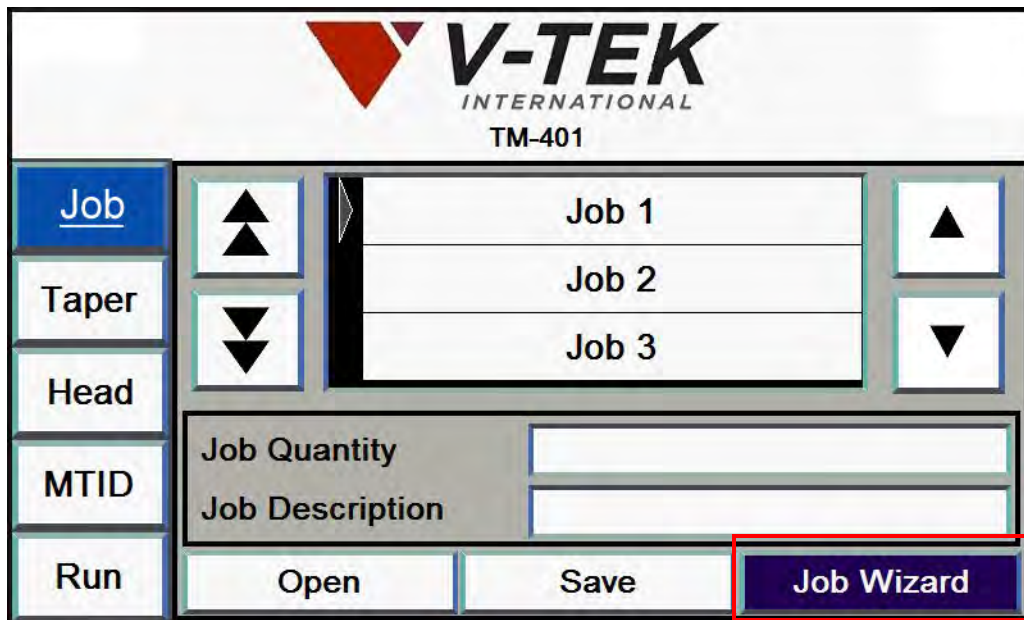 V-TEK
INTERNATIONAL
TM-401
Job
Taper
Head
MTID
Run
Job 1
Job 2
Job 3
Job Quantity
Job Description
Open
Save
Job Wizard